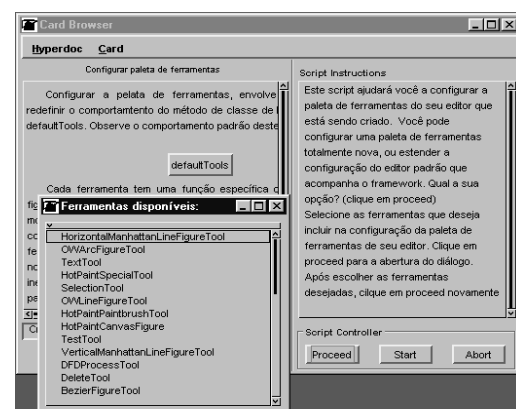 Card Browser
Hyperdoc Card
Configurar paleta de ferramentas
Configurar a pelata de ferramentas, envolve
redefinir o comportamtento do método de classe de
defaultTools. Observe o comportamento padrão deste
defaultTools
Cada ferramenta tem uma função específica
Ferramentas disponíveis:
HorizontalManhattanLineFigureTool
OWArcFigureTool
TextTool
HotPaintSpecialTool
SelectionTool
OWLineFigureTool
HotPaintPaintbrushTool
HotPaintCanvasFigure
TestTool
VerticalManhattanLineFigureTool
DFDProcessTool
DeleteTool
BezierFigureTool
Script Instructions
Este script ajudará você a configurar a
paleta de ferramentas do seu editor que
está sendo criado. Você pode
configurar uma paleta de ferramentas
totalmente nova, ou estender a
configuração do editor padrão que
acompanha o framework. Qual a sua
opção? (clique em proceed)
Selecione as ferramentas que deseja
incluir na configuração da paleta de
ferramentas de seu editor. Clique em
proceed para a abertura do diálogo.
Após escolher as ferramentas
desejadas, cilque em proceed novamente
Script Controller
Proceed Start Abort